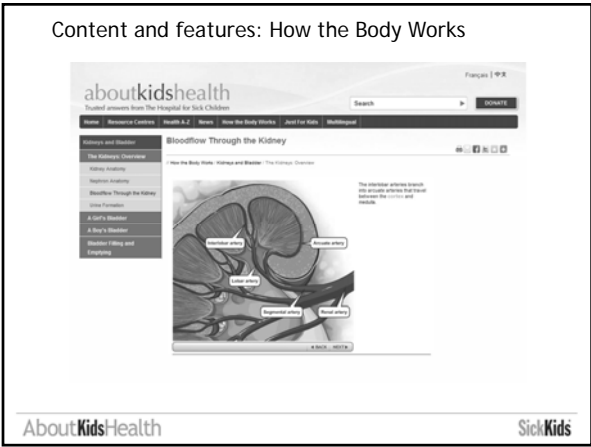 Content and features: How the Body Works
Français | 中文
aboutkidshealth
Trusted answers from The Hospital for Sick Children
Search
DONATE
Home Resource Centres Health A-Z News How the Body Works Just For Kids Multilingual
Kidneys and Bladder
The Kidneys: Overview
Kidney Anatomy
Nephron Anatomy
Bloodflow Through the Kidney
Urine Formation
A Girl's Bladder
A Boy's Bladder
Bladder Filling and
Emptying
Bloodflow Through the Kidney
/ How the Body Works / Kidneys and Bladder / The Kidneys: Overview
The interlobar arteries branch
into arcuate arteries that travel
between the cortex and
medulla.
Interlobar artery
Arcuate artery
Lobar artery
Segmental artery
Renal artery
BACK NEXT
AboutKidsHealth
SickKids